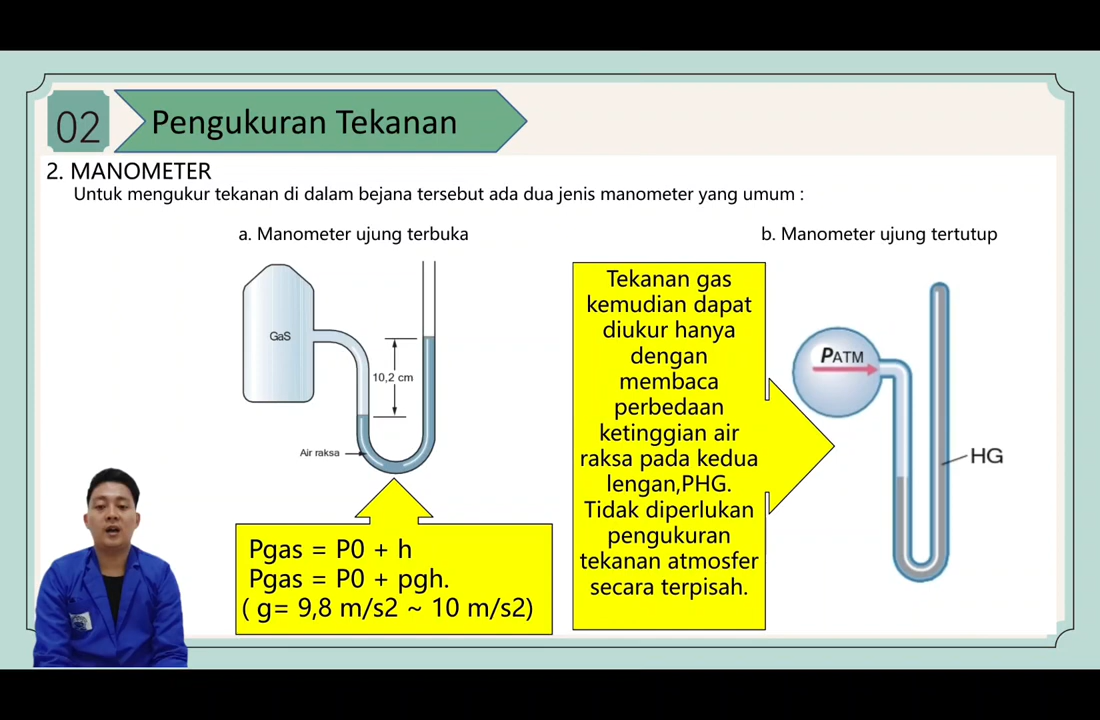 02
Pengukuran Tekanan
2. MANOMETER
Untuk mengukur tekanan di dalam bejana tersebut ada dua jenis manometer yang umum :
a. Manometer ujung terbuka
GaS
10,2 cm
Air raksa
Pgas = P0 + h
Pgas = P0 + pgh.
( g= 9,8 m/s2 ~ 10 m/s2)
b. Manometer ujung tertutup
Tekanan gas
kemudian dapat
diukur hanya
dengan
membaca
perbedaan
ketinggian air
raksa pada kedua
lengan,PHG.
Tidak diperlukan
pengukuran
tekanan atmosfer
secara terpisah.
PATM
HG